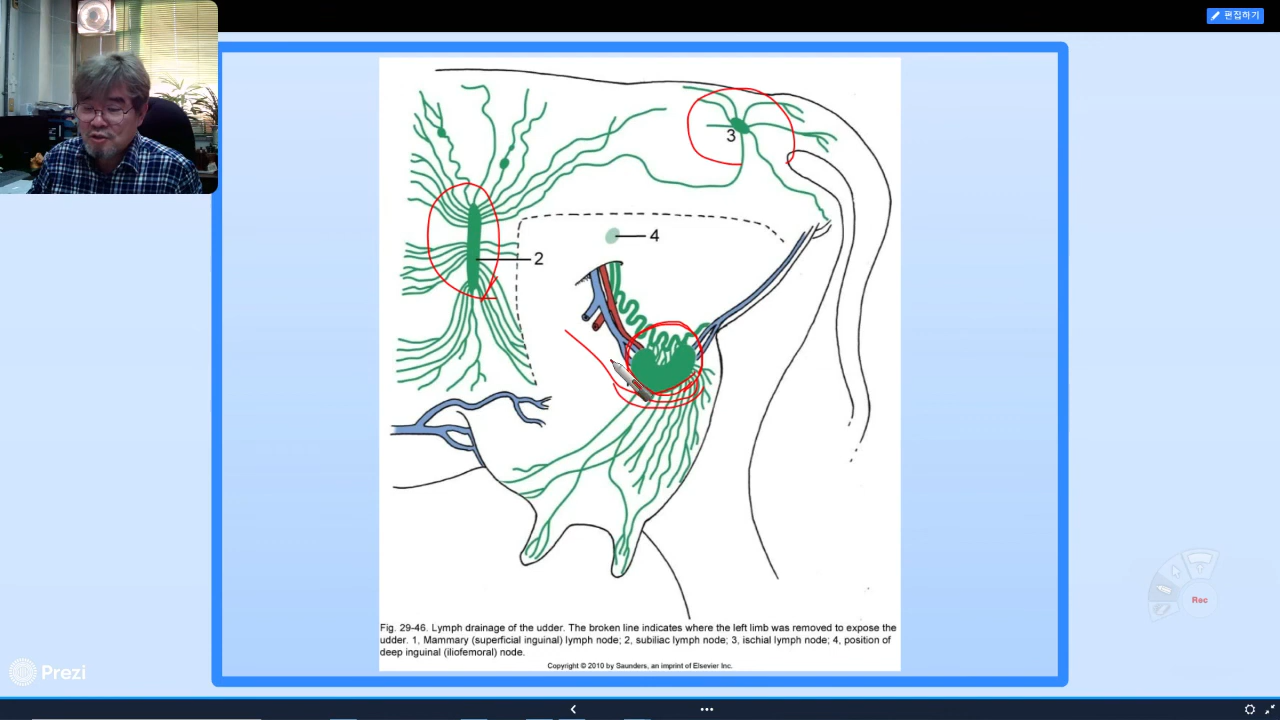 편집하기
3
4
2
Rec
Fig. 29-46. Lymph drainage of the udder. The broken line indicates where the left limb was removed to expose the
udder. 1, Mammary (superficial inguinal) lymph node; 2, subiliac lymph node; 3, ischial lymph node; 4, position of
deep inguinal (iliofemoral) node.
Copyright © 2010 by Saunders, an imprint of Elsevier Inc.
Prezi